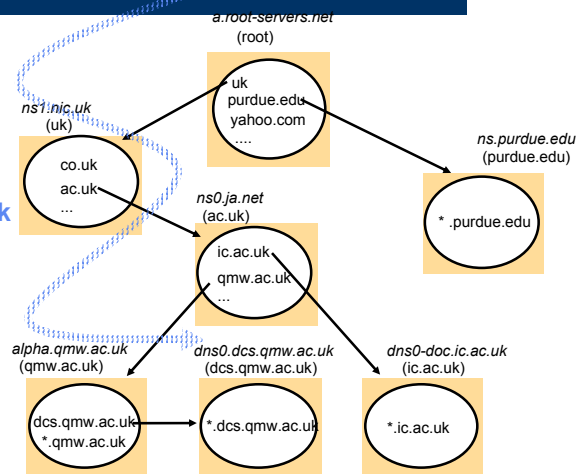 a.root-servers.net
(root)
uk
purdue.edu
yahoo.com
....
ns1.nic.uk
(uk)
co.uk
ac.uk
...
ns.purdue.edu
(purdue.edu)
* .purdue.edu
k
ns0.ja.net
(ac.uk)
ic.ac.uk
qmw.ac.uk
...
alpha.qmw.ac.uk
(qmw.ac.uk)
dcs.qmw.ac.uk
*.qmw.ac.uk
dns0.dcs.qmw.ac.uk
(dcs.qmw.ac.uk)
*.dcs.qmw.ac.uk
dns0-doc.ic.ac.uk
(ic.ac.uk)
*.ic.ac.uk